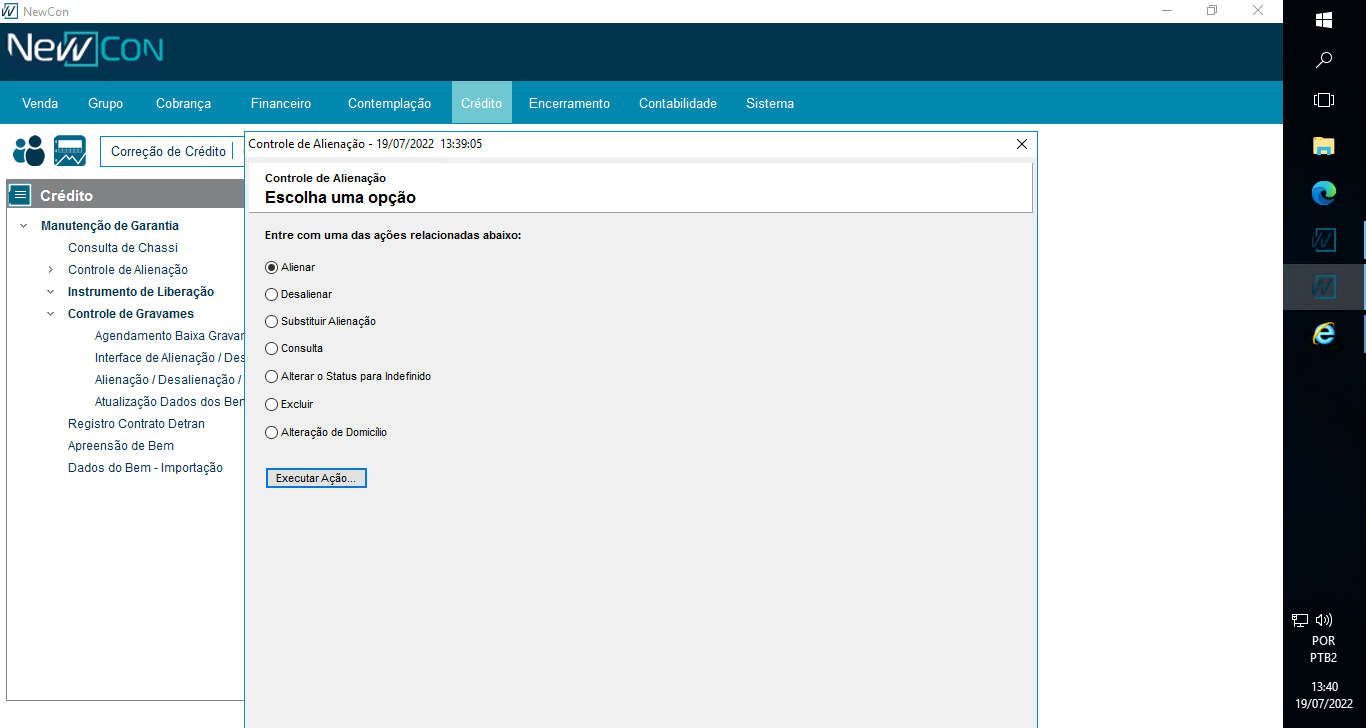 NewCon
NewCon
Venda Grupo Cobrança Financeiro Contemplação Crédito Encerramento Contabilidade Sistema
Correção de Crédito
Crédito
Manutenção de Garantia
Consulta de Chassi
Controle de Alienação
Instrumento de Liberação
Controle de Gravames
Agendamento Baixa Gravar
Interface de Alienação / Des
Alienação / Desalienação /
Atualização Dados dos Ber
Registro Contrato Detran
Apreensão de Bem
Dados do Bem - Importação
Controle de Alienação - 19/07/2022 13:39:05
Controle de Alienação
Escolha uma opção
Entre com uma das ações relacionadas abaixo:
Alienar
Desalienar
Substituir Alienação
Consulta
Alterar o Status para Indefinido
Excluir
Alteração de Domicílio
Executar Ação...
POR
PTB2
13:40
19/07/2022